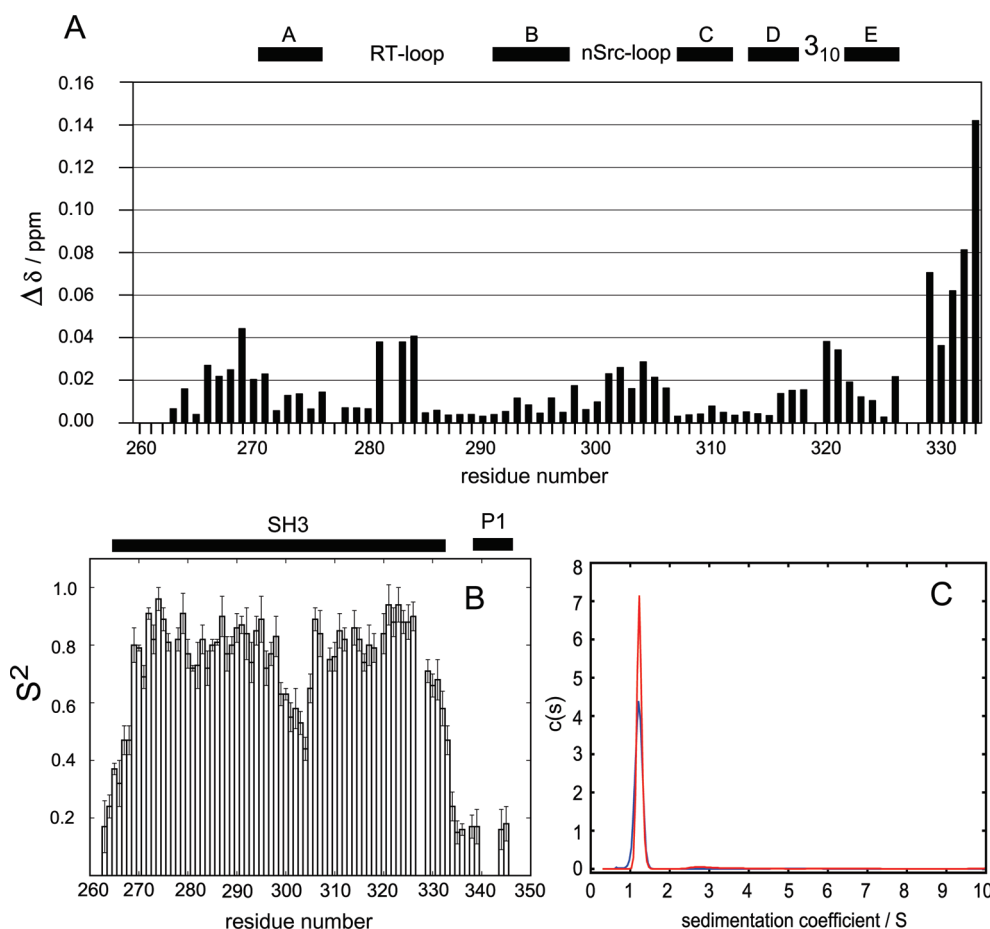 A
A B C D E
RT-loop nSrc-loop 3₁₀
0.16
0.14
0.12
0.10
0.08
0.06
0.04
0.02
0.00
Δ δ / ppm
260 270 280 290 300 310 320 330
residue number
SH3 P1
B
1.0
0.8
0.6
0.4
0.2
S²
260 270 280 290 300 310 320 330 340 350
residue number
C
8
7
6
5
4
3
2
1
0
c(s)
0 1 2 3 4 5 6 7 8 9 10
sedimentation coefficient / S